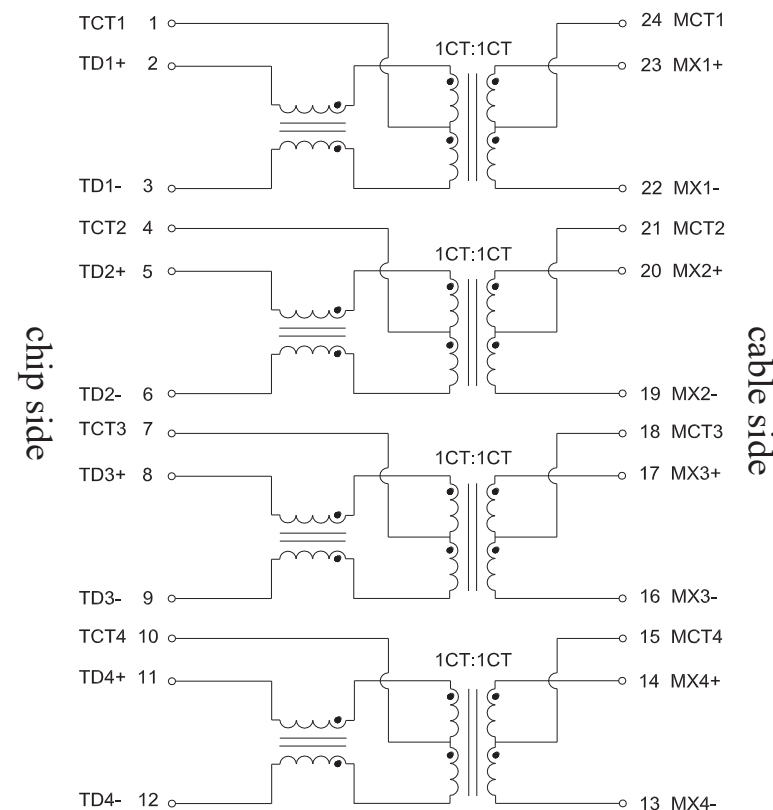 TCT1 1 24 MCT1
1CT:1CT
TD1+ 2 23 MX1+
TD1- 3 22 MX1-
TCT2 4 21 MCT2
1CT:1CT
TD2+ 5 20 MX2+
chip side
cable side
TD2- 6 19 MX2-
TCT3 7 18 MCT3
1CT:1CT
TD3+ 8 17 MX3+
TD3- 9 16 MX3-
TCT4 10 15 MCT4
1CT:1CT
TD4+ 11 14 MX4+
TD4- 12 13 MX4-